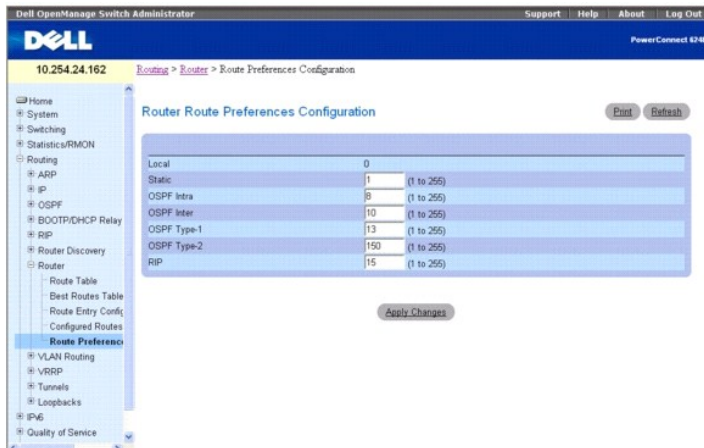 Dell OpenManage Switch Administrator
Support Help About Log Out
DELL
PowerConnect 6248
10.254.24.162
Routing > Router > Route Preferences Configuration
Home
System
Switching
Statistics/RMON
Routing
ARP
IP
OSPF
BOOTP/DHCP Relay
RIP
Router Discovery
Router
Route Table
Best Routes Table
Route Entry Config
Configured Routes
Route Preference
VLAN Routing
VRRP
Tunnels
Loopbacks
IPv6
Quality of Service
Router Route Preferences Configuration
Print Refresh
Local 0
Static 1 (1 to 255)
OSPF Intra 8 (1 to 255)
OSPF Inter 10 (1 to 255)
OSPF Type-1 13 (1 to 255)
OSPF Type-2 150 (1 to 255)
RIP 15 (1 to 255)
Apply Changes